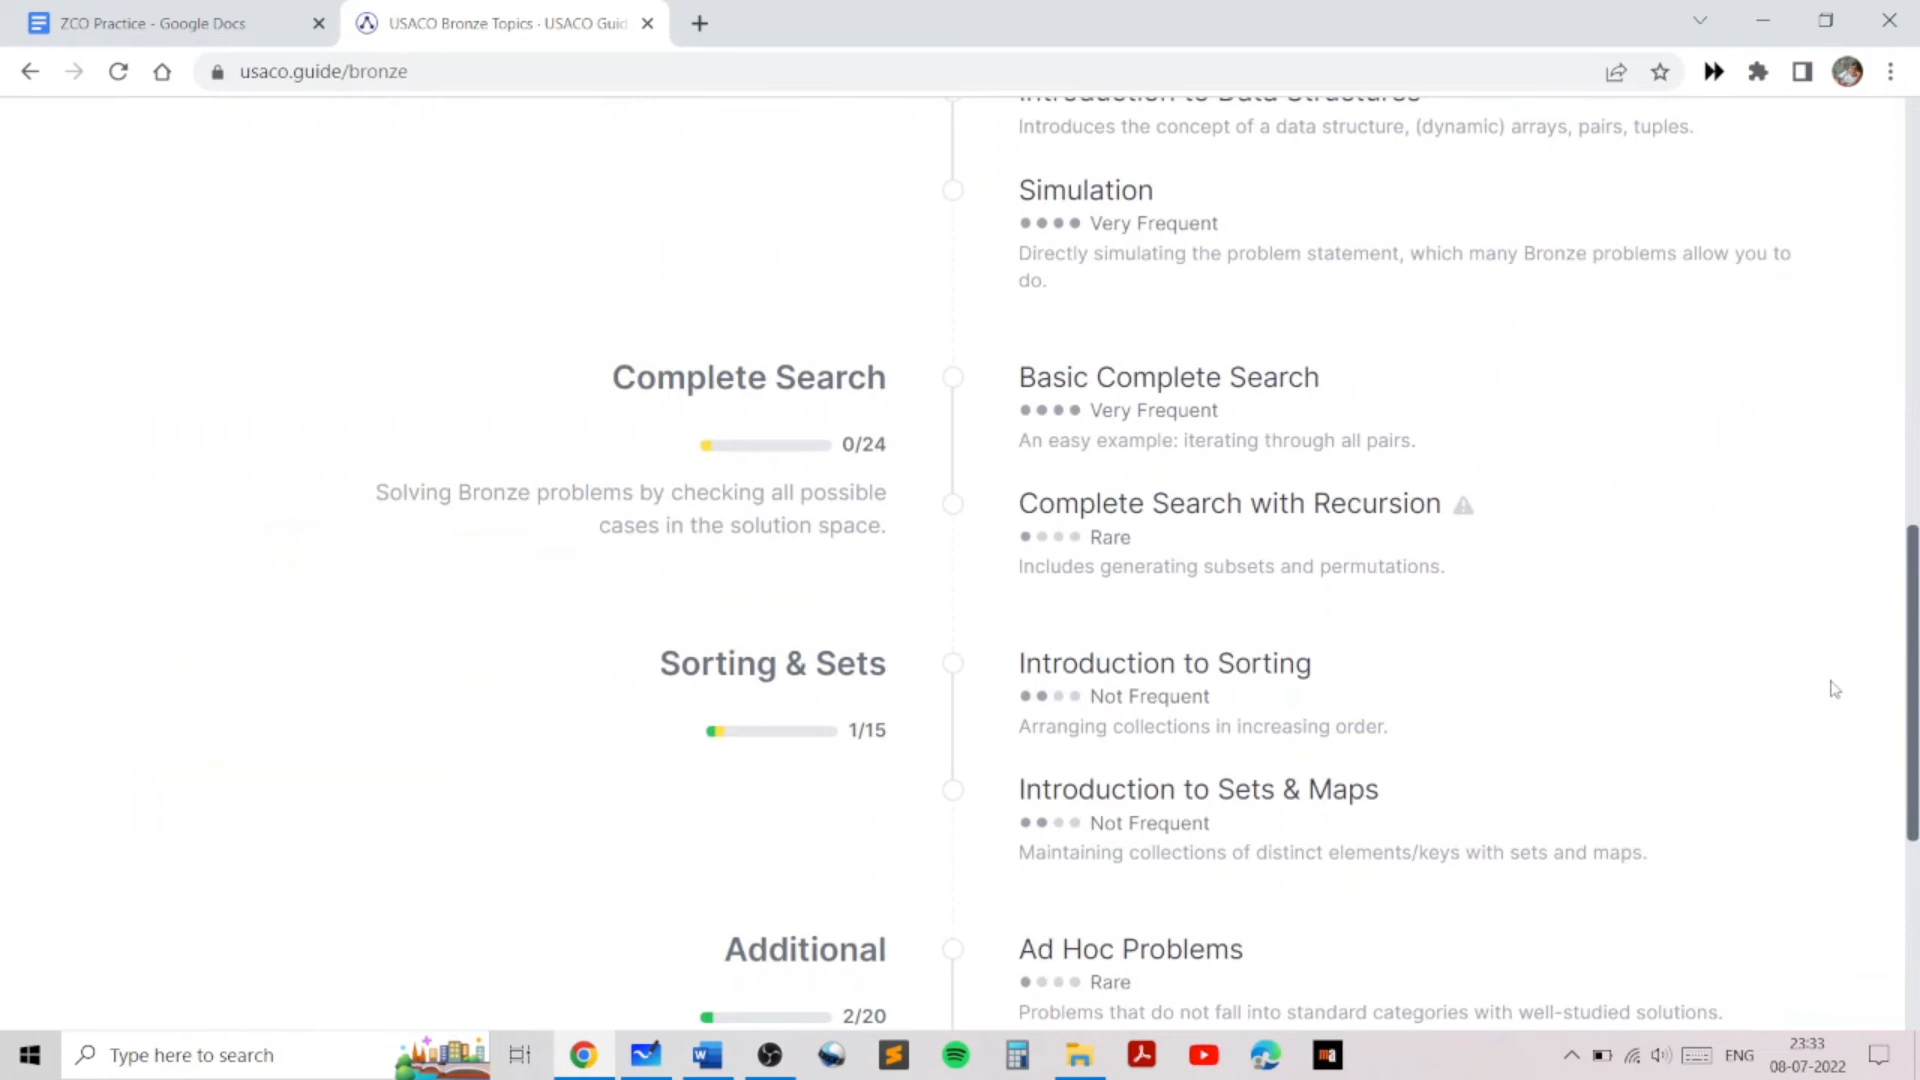 ZCO Practice - Google Docs
USACO Bronze Topics · USACO Guid
usaco.guide/bronze
Introduction to Data Structures
Introduces the concept of a data structure, (dynamic) arrays, pairs, tuples.
Simulation
Very Frequent
Directly simulating the problem statement, which many Bronze problems allow you to
do.
Complete Search
0/24
Solving Bronze problems by checking all possible
cases in the solution space.
Basic Complete Search
Very Frequent
An easy example: iterating through all pairs.
Complete Search with Recursion
Rare
Includes generating subsets and permutations.
Sorting & Sets
1/15
Introduction to Sorting
Not Frequent
Arranging collections in increasing order.
Introduction to Sets & Maps
Not Frequent
Maintaining collections of distinct elements/keys with sets and maps.
Additional
2/20
Ad Hoc Problems
Rare
Problems that do not fall into standard categories with well-studied solutions.
Type here to search
ma
ENG
23:33
08-07-2022